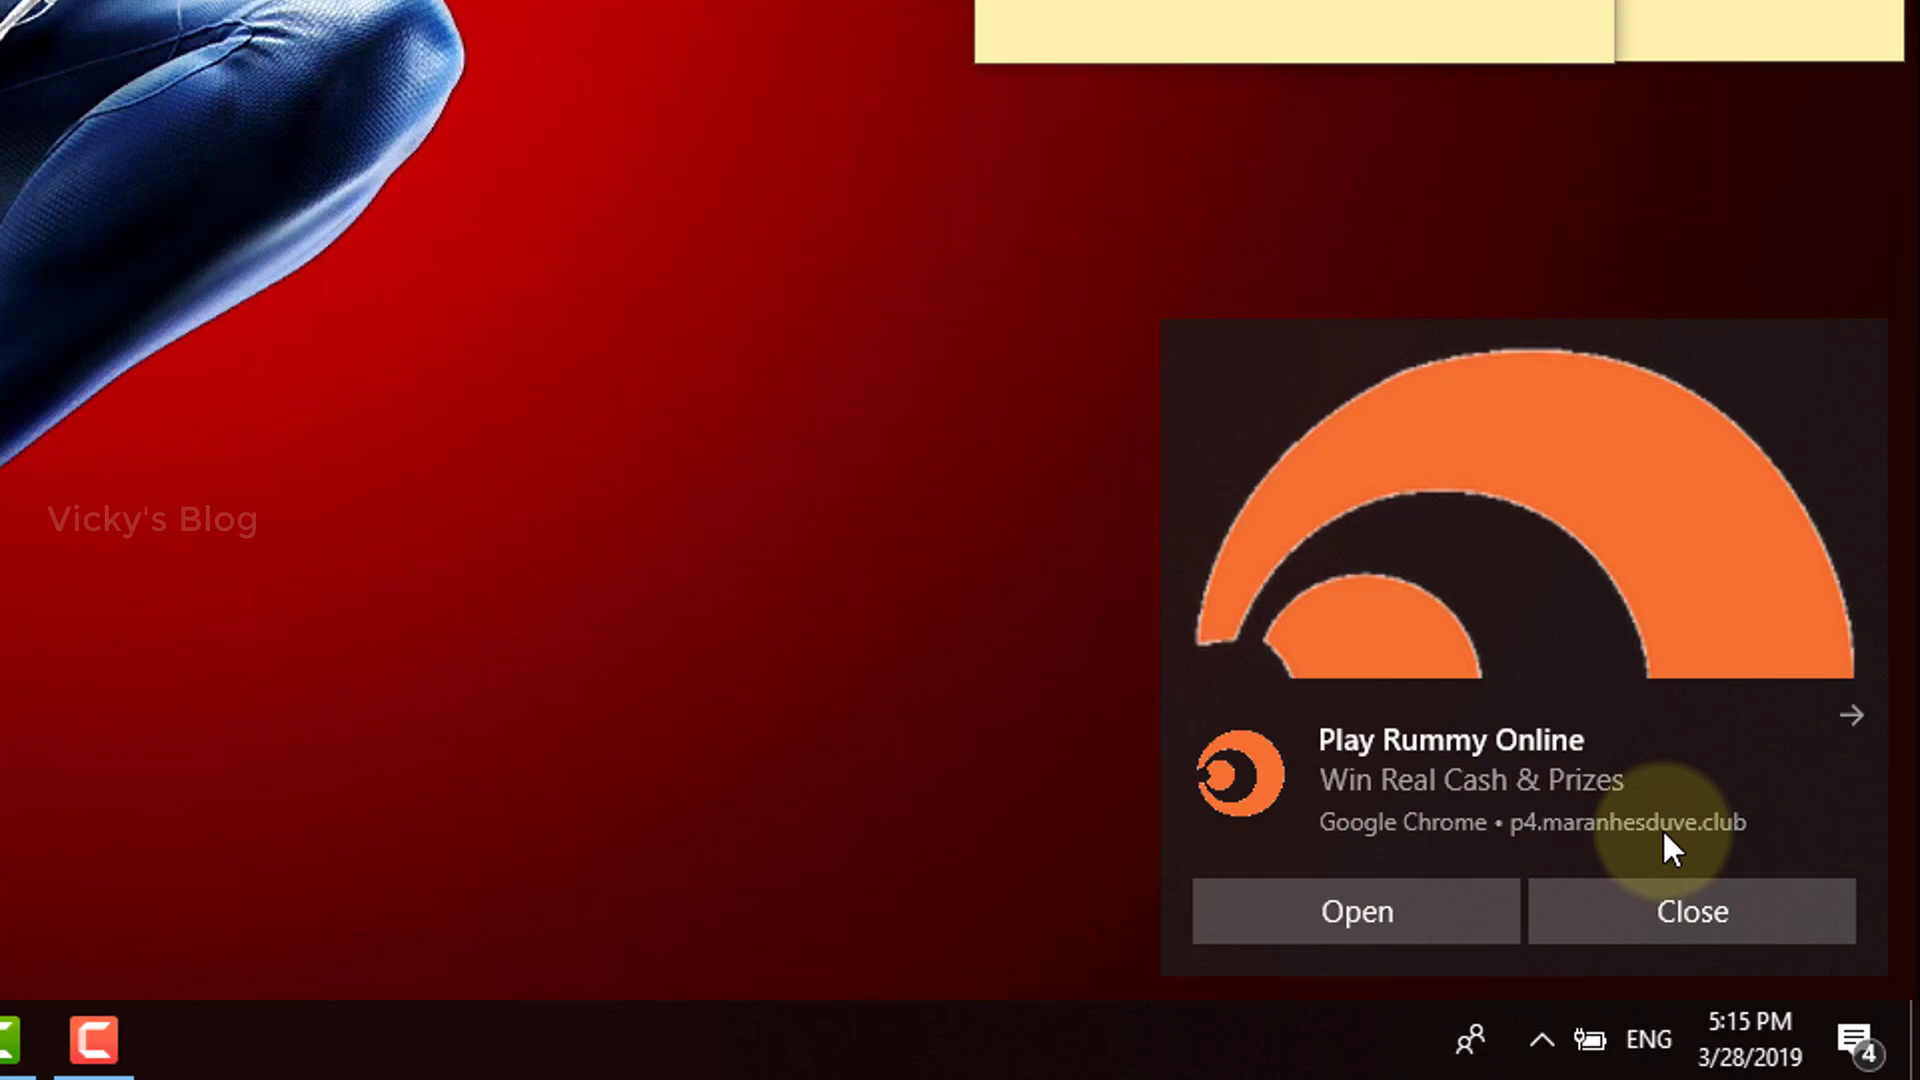 Vicky's Blog
Play Rummy Online
Win Real Cash & Prizes
Google Chrome • p4.maranhesduve.club
Open
Close
ENG
5:15 PM
3/28/2019
4